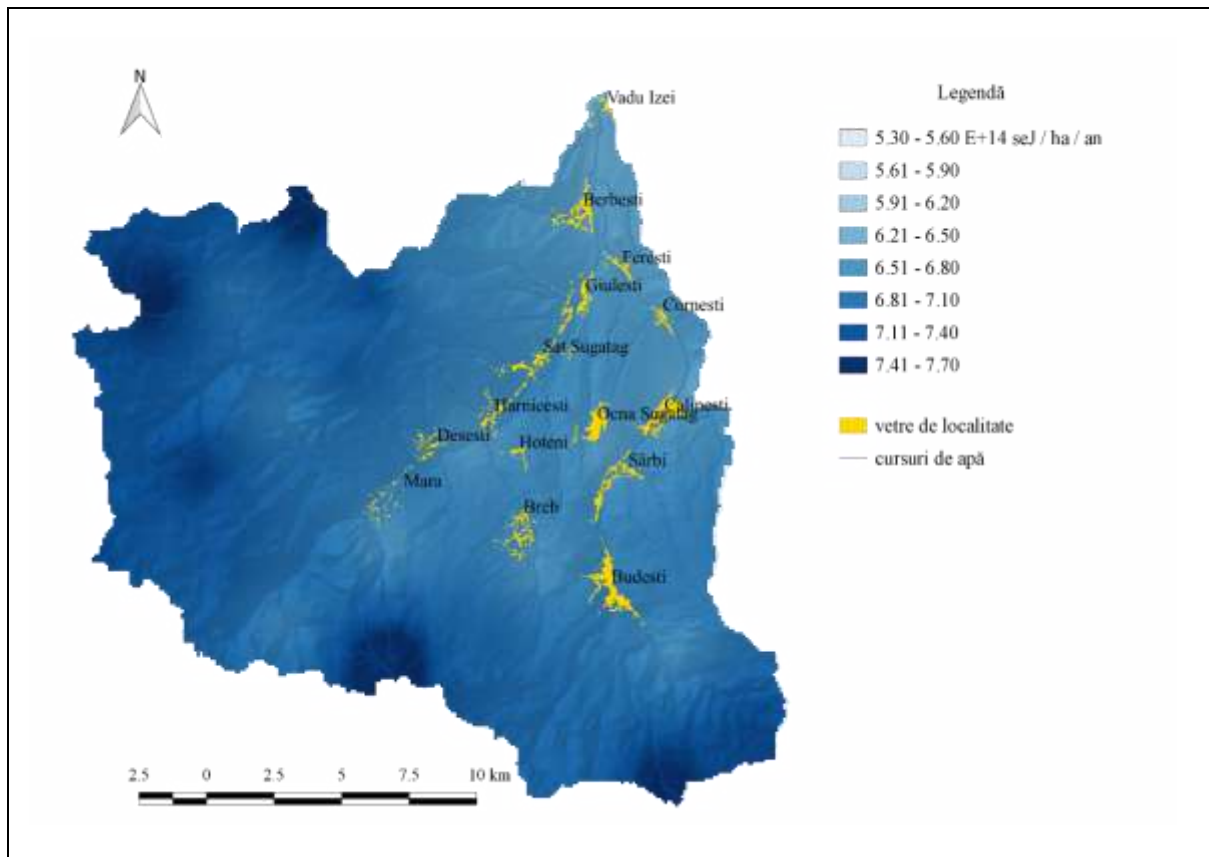 N
Vadu Izei
Legendă
5.30 - 5.60 E+14 seJ / ha / an
5.61 - 5.90
5.91 - 6.20
6.21 - 6.50
6.51 - 6.80
6.81 - 7.10
7.11 - 7.40
7.41 - 7.70
vetre de localitate
cursuri de apă
Berbesti
Feresti
Giulesti
Cornesti
Sat Sugatag
Harnicesti
Calinesti
Ocna Sugatag
Desesti
Hoteni
Sârbi
Mara
Breb
Budesti
2.5 0 2.5 5 7.5 10 km